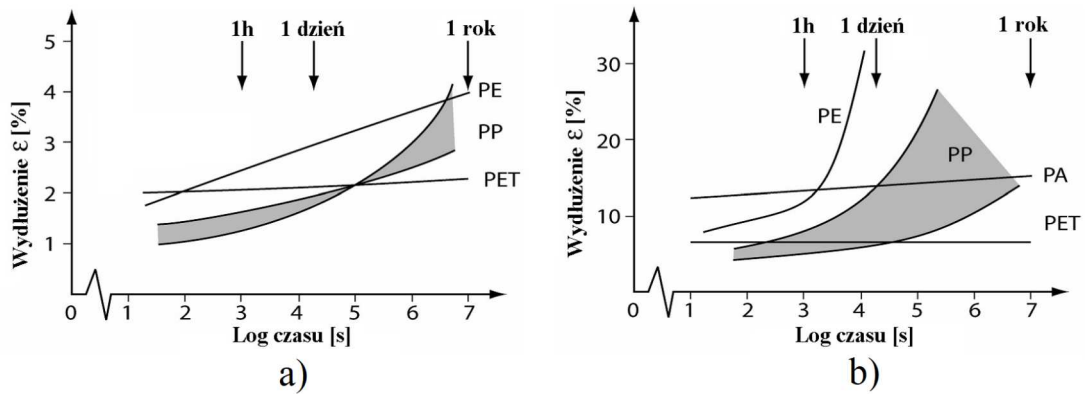 1h 1 dzień 1 rok
5
4
3
2
1
0 1 2 3 4 5 6 7
PE
PP
PET
Wydłużenie ε [%]
Log czasu [s]
a)
1h 1 dzień 1 rok
30
20
10
0 1 2 3 4 5 6 7
PE
PP
PA
PET
Wydłużenie ε [%]
Log czasu [s]
b)